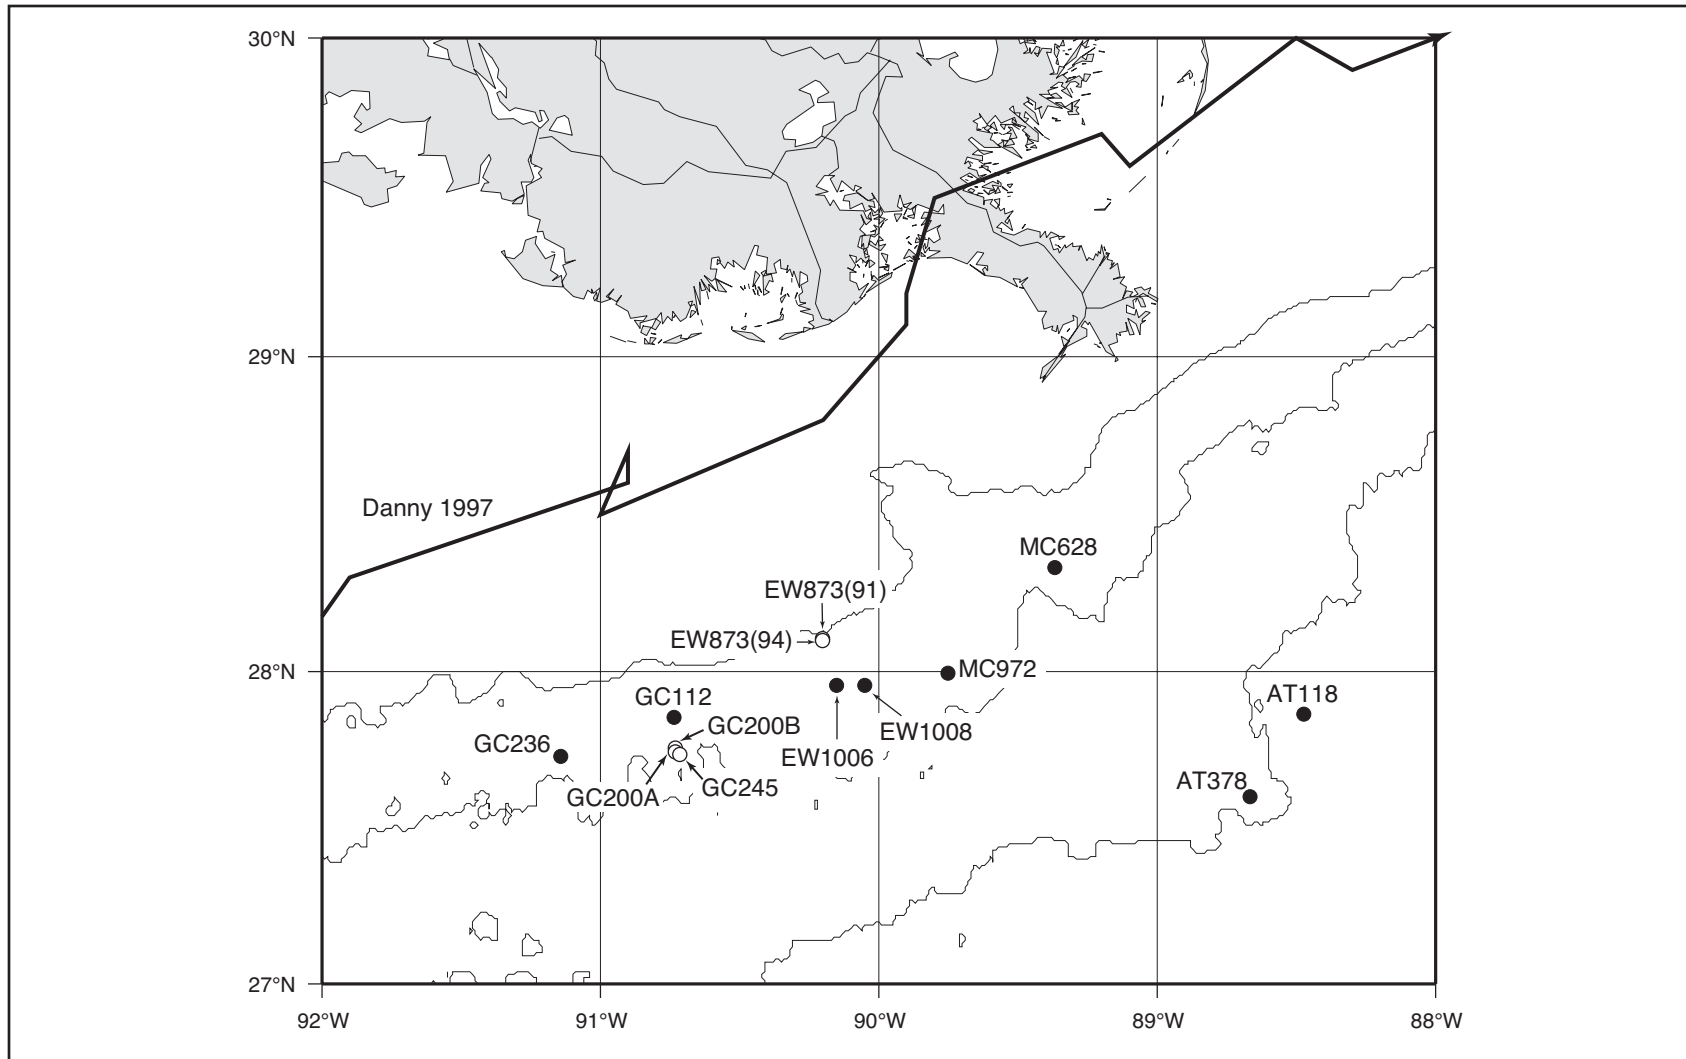 30°N
29°N
Danny 1997
MC628
EW873(91)
EW873(94)
28°N
MC972
GC112
AT118
GC200B
EW1008
GC236
EW1006
AT378
GC245
GC200A
27°N
92°W
91°W
90°W
89°W
88°W